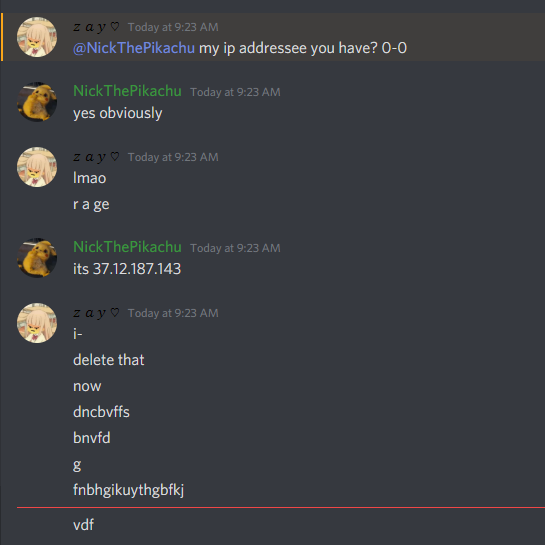 z a y ♡ Today at 9:23 AM
@NickThePikachu my ip addressee you have? 0-0
NickThePikachu Today at 9:23 AM
yes obviously
z a y ♡ Today at 9:23 AM
lmao
r a ge
NickThePikachu Today at 9:23 AM
its 37.12.187.143
z a y ♡ Today at 9:23 AM
i-
delete that
now
dncbvffs
bnvfd
g
fnbhgikuythgbfkj
vdf